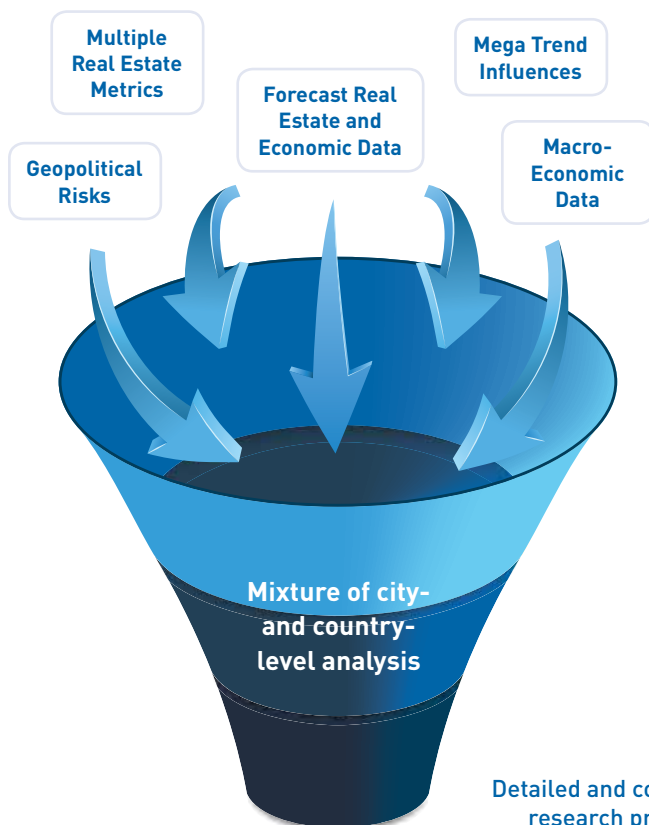 Multiple
Real Estate
Metrics
Mega Trend
Influences
Forecast Real
Estate and
Economic Data
Geopolitical
Risks
Macro-
Economic
Data
Mixture of city-
and country-
level analysis
Detailed and
research